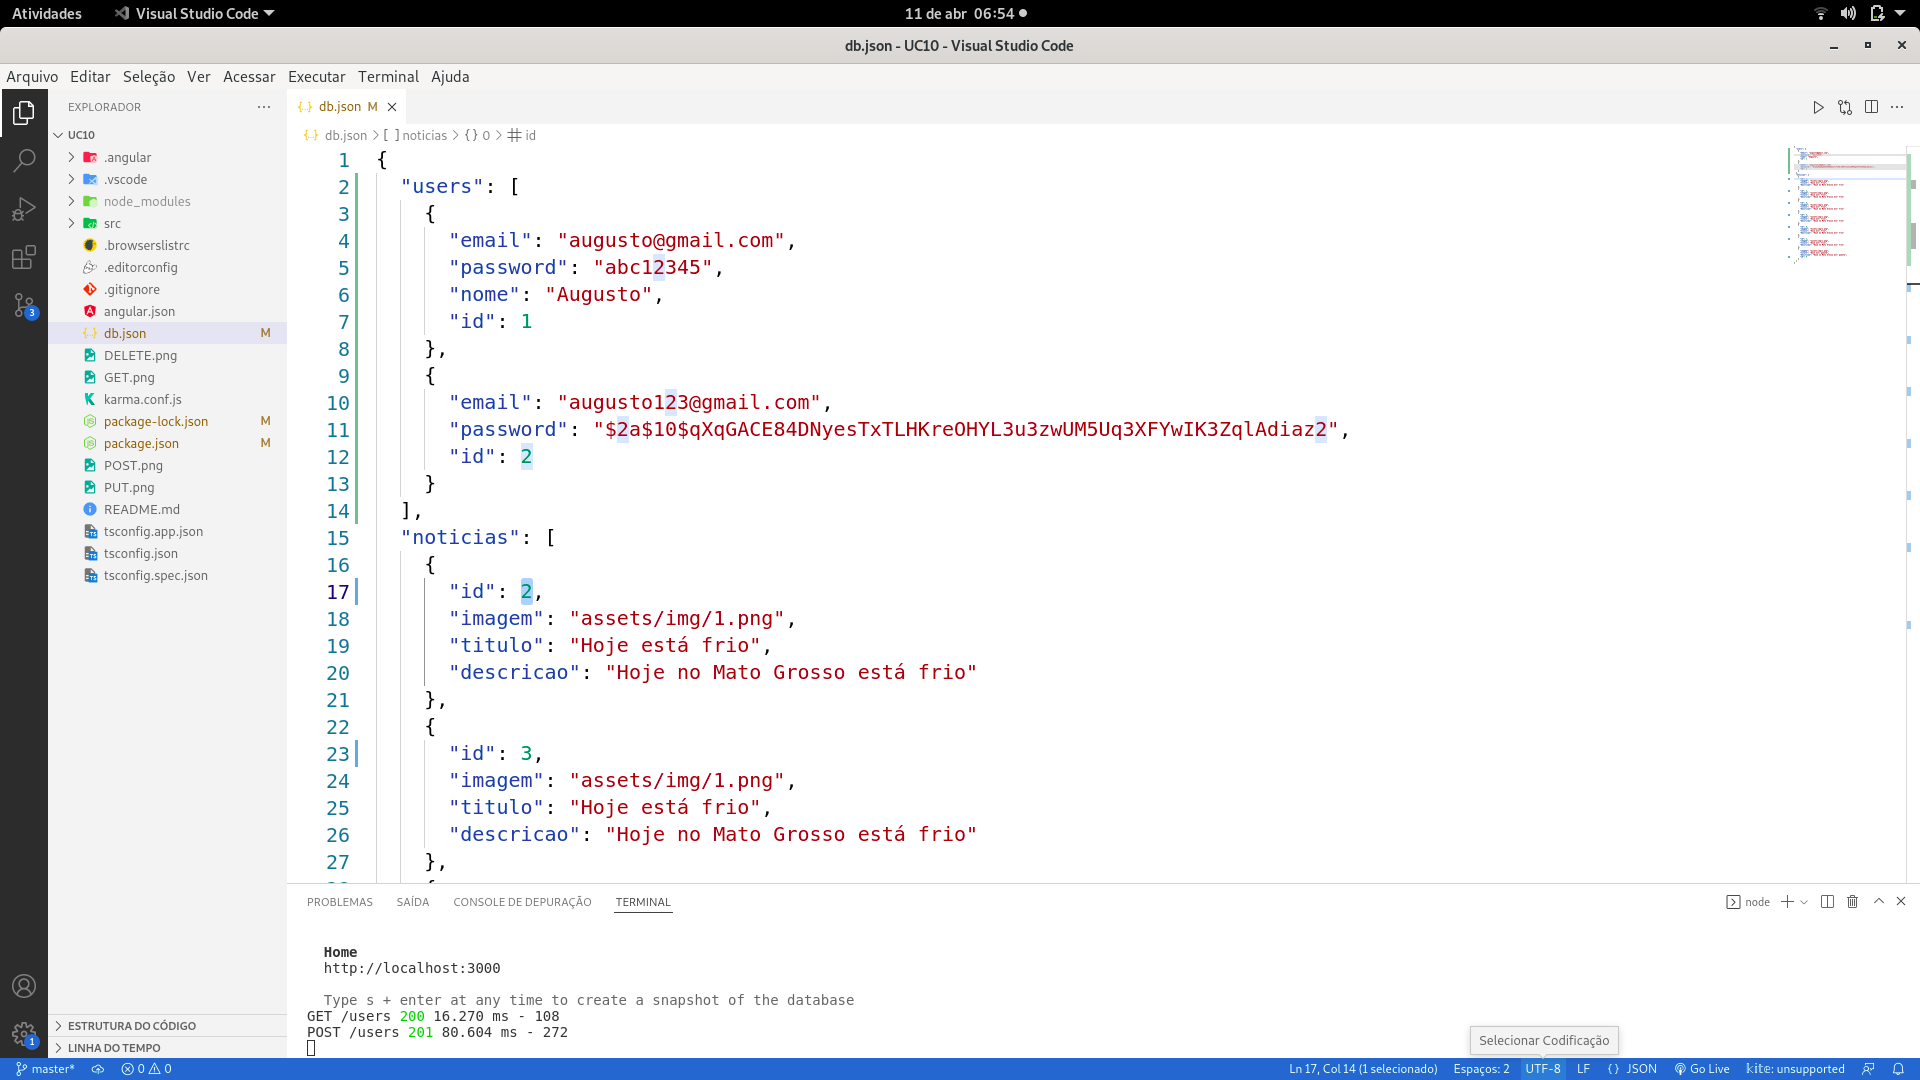 Atividades
Visual Studio Code
11 de abr 06:54
db.json - UC10 - Visual Studio Code
Arquivo Editar Seleção Ver Acessar Executar Terminal Ajuda
EXPLORADOR
UC10
.angular
.vscode
node_modules
src
.browserslistrc
.editorconfig
.gitignore
angular.json
db.json M
DELETE.png
GET.png
karma.conf.js
package-lock.json M
package.json M
POST.png
PUT.png
README.md
tsconfig.app.json
tsconfig.json
tsconfig.spec.json
ESTRUTURA DO CÓDIGO
LINHA DO TEMPO
3
1
{} db.json M
{} db.json > [ ] noticias > {} 0 > # id
1 {
2 "users": [
3 {
4 "email": "augusto@gmail.com",
5 "password": "abc12345",
6 "nome": "Augusto",
7 "id": 1
8 },
9 {
10 "email": "augusto123@gmail.com",
11 "password": "$2a$10$qXqGACE84DNyesTxTLHKreOHYL3u3zwUM5Uq3XFYwIK3ZqlAdiaz2",
12 "id": 2
13 }
14 ],
15 "noticias": [
16 {
17 "id": 2,
18 "imagem": "assets/img/1.png",
19 "titulo": "Hoje está frio",
20 "descricao": "Hoje no Mato Grosso está frio"
21 },
22 {
23 "id": 3,
24 "imagem": "assets/img/1.png",
25 "titulo": "Hoje está frio",
26 "descricao": "Hoje no Mato Grosso está frio"
27 },
PROBLEMAS SAÍDA CONSOLE DE DEPURAÇÃO TERMINAL
node
Home
http://localhost:3000
Type s + enter at any time to create a snapshot of the database
GET /users 200 16.270 ms - 108
POST /users 201 80.604 ms - 272
Selecionar Codificação
master* 0 0
Ln 17, Col 14 (1 selecionado) Espaços: 2 UTF-8 LF {} JSON Go Live kite: unsupported